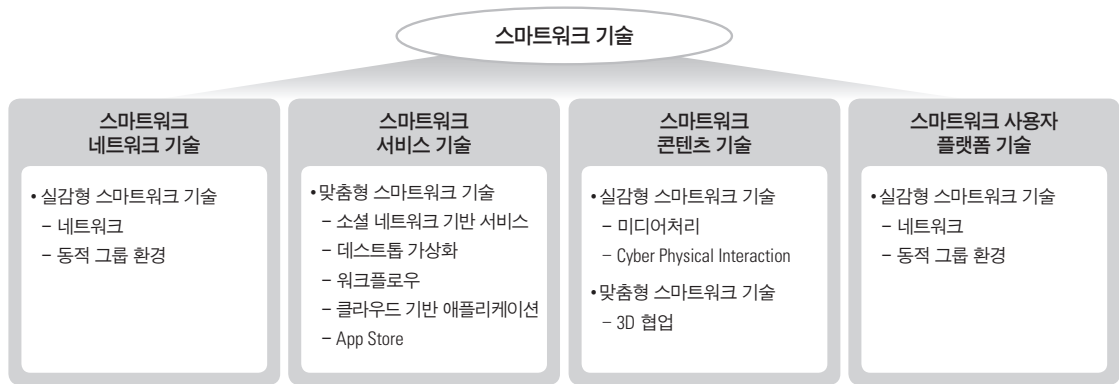 스마트워크 기술
스마트워크
네트워크 기술
• 실감형 스마트워크 기술
– 네트워크
– 동적 그룹 환경
스마트워크
서비스 기술
• 맞춤형 스마트워크 기술
– 소셜 네트워크 기반 서비스
– 데스트톱 가상화
– 워크플로우
– 클라우드 기반 애플리케이션
– App Store
스마트워크
콘텐츠 기술
• 실감형 스마트워크 기술
– 미디어처리
– Cyber Physical Interaction
• 맞춤형 스마트워크 기술
– 3D 협업
스마트워크 사용자
플랫폼 기술
• 실감형 스마트워크 기술
– 네트워크
– 동적 그룹 환경